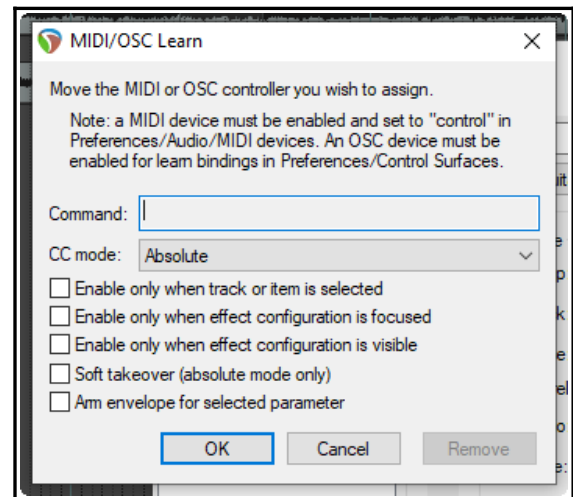 MIDI/OSC Learn
Move the MIDI or OSC controller you wish to assign.
Note: a MIDI device must be enabled and set to "control" in
Preferences/Audio/MIDI devices. An OSC device must be
enabled for learn bindings in Preferences/Control Surfaces.
Command:
CC mode: Absolute
Enable only when track or item is selected
Enable only when effect configuration is focused
Enable only when effect configuration is visible
Soft takeover (absolute mode only)
Arm envelope for selected parameter
OK Cancel Remove